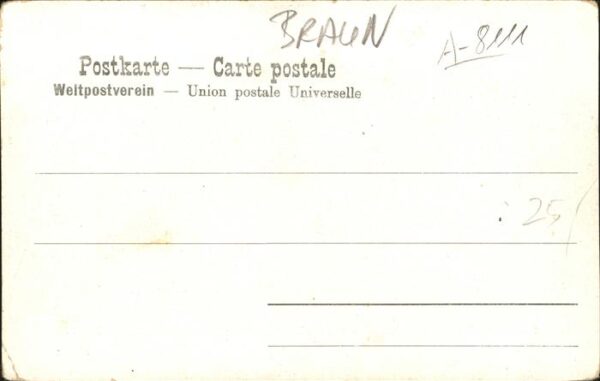 BRAUN
A-8111
Postkarte — Carte postale
Weltpostverein — Union postale Universelle
25